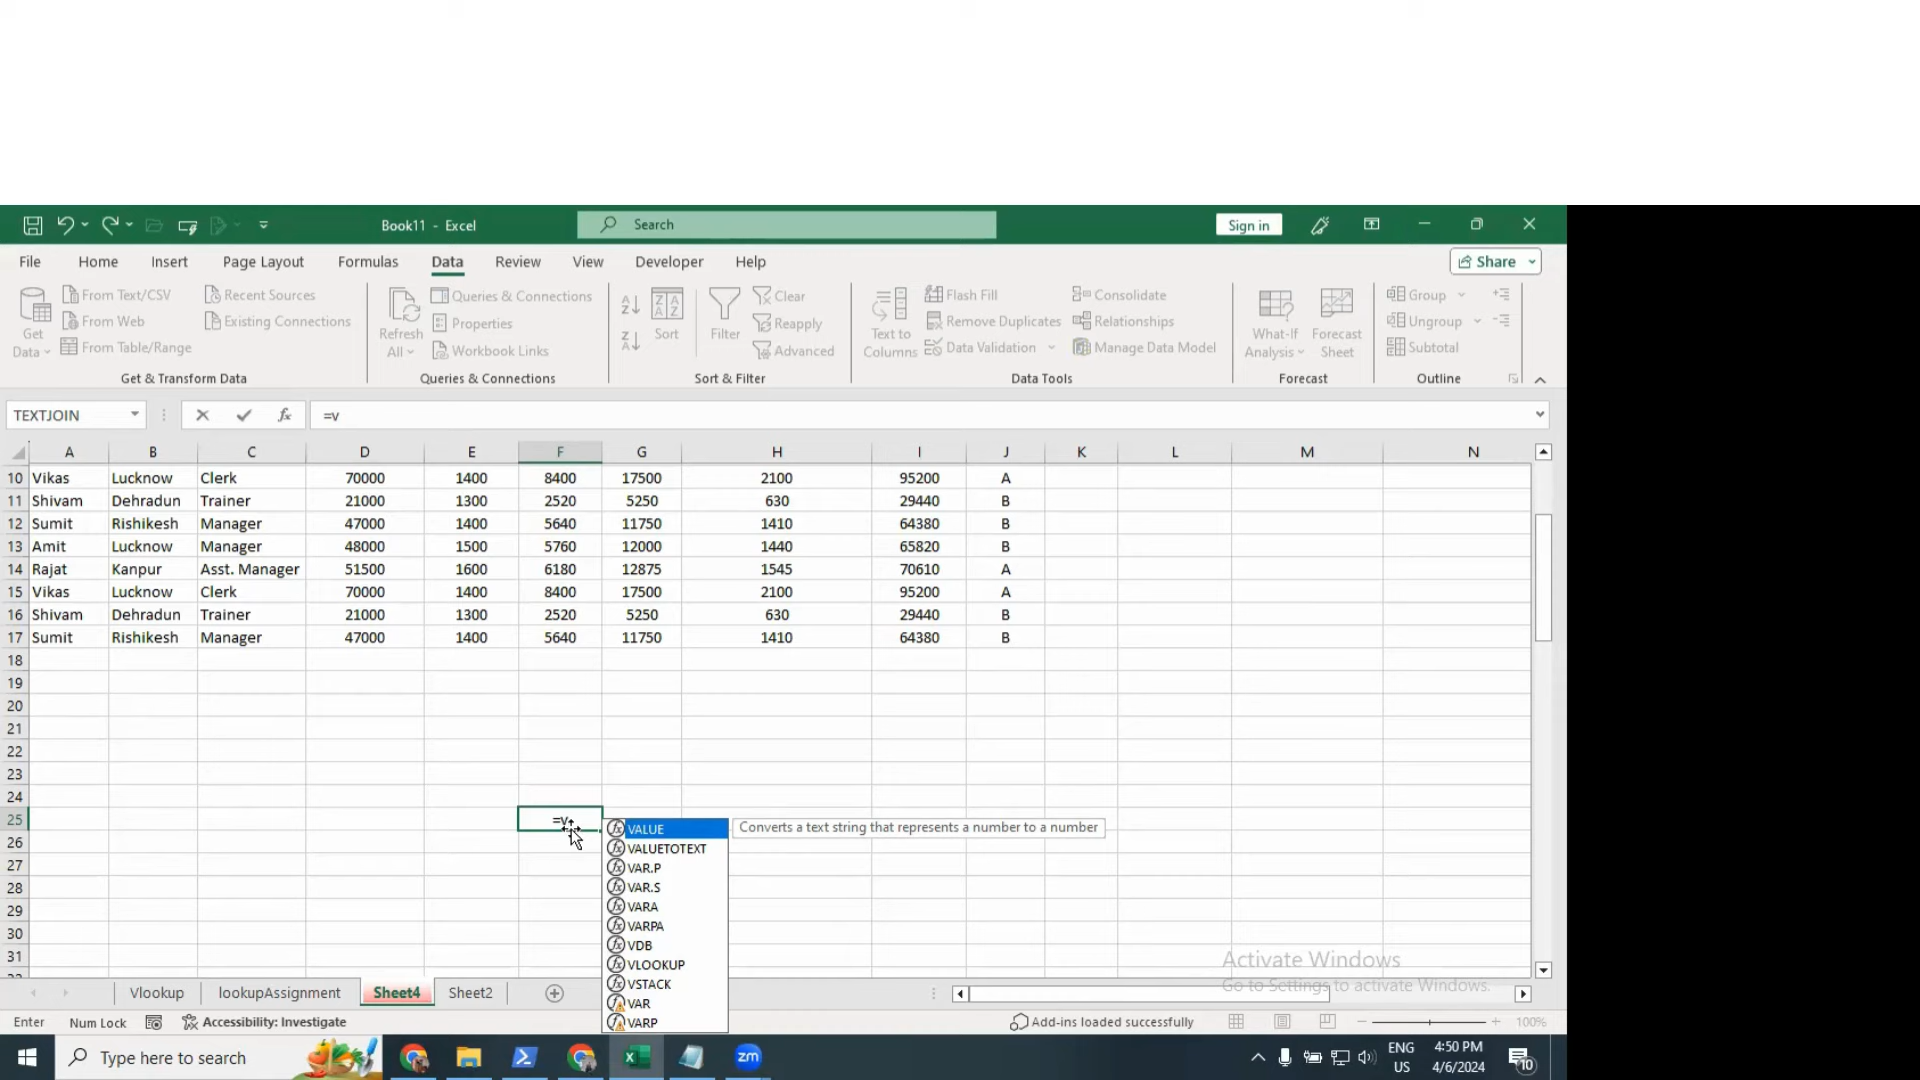 Book11 - Excel
Search
Sign in
File Home Insert Page Layout Formulas Data Review View Developer Help
Share
Get Data
From Text/CSV
From Web
From Table/Range
Recent Sources
Existing Connections
Get & Transform Data
Refresh All
Queries & Connections
Properties
Workbook Links
Queries & Connections
Sort
Filter
Clear
Reapply
Advanced
Sort & Filter
Text to Columns
Flash Fill
Remove Duplicates
Data Validation
Consolidate
Relationships
Manage Data Model
Data Tools
What-If Analysis
Forecast Sheet
Forecast
Group
Ungroup
Subtotal
Outline
TEXTJOIN fx =v
A B C D E F G H I J K L M N
10 Vikas Lucknow Clerk 70000 1400 8400 17500 2100 95200 A
11 Shivam Dehradun Trainer 21000 1300 2520 5250 630 29440 B
12 Sumit Rishikesh Manager 47000 1400 5640 11750 1410 64380 B
13 Amit Lucknow Manager 48000 1500 5760 12000 1440 65820 B
14 Rajat Kanpur Asst. Manager 51500 1600 6180 12875 1545 70610 A
15 Vikas Lucknow Clerk 70000 1400 8400 17500 2100 95200 A
16 Shivam Dehradun Trainer 21000 1300 2520 5250 630 29440 B
17 Sumit Rishikesh Manager 47000 1400 5640 11750 1410 64380 B
18
19
20
21
22
23
24
25 =v
26
27
28
29
30
31
VALUE Converts a text string that represents a number to a number
VALUETOTEXT
VAR.P
VAR.S
VARA
VARPA
VDB
VLOOKUP
VSTACK
VAR
VARP
Activate Windows
Go to Settings to activate Windows.
Vlookup lookupAssignment Sheet4 Sheet2
Enter Num Lock Accessibility: Investigate Add-ins loaded successfully 100%
Type here to search
zm
ENG
US
4:50 PM
4/6/2024
10